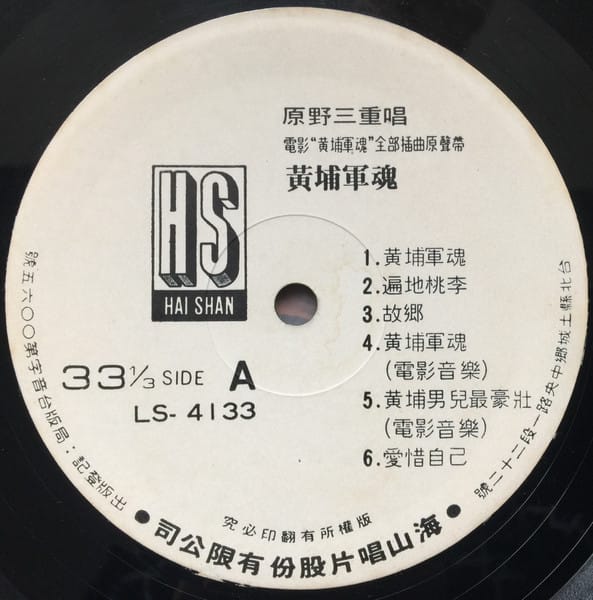 原野三重唱
電影“黃埔軍魂”全部插曲原聲帶
黃埔軍魂
HS
HAI SHAN
1.黃埔軍魂
2.遍地桃李
3.故鄉
4.黃埔軍魂
(電影音樂)
5.黃埔男兒最豪壯
(電影音樂)
6.愛惜自己
33 1/3 SIDE A
LS-4133
出版登記:局版台音字第〇〇六五號
版權所有翻印必究
海山唱片股份有限公司
台北縣土城鄉中央路一段二十二號